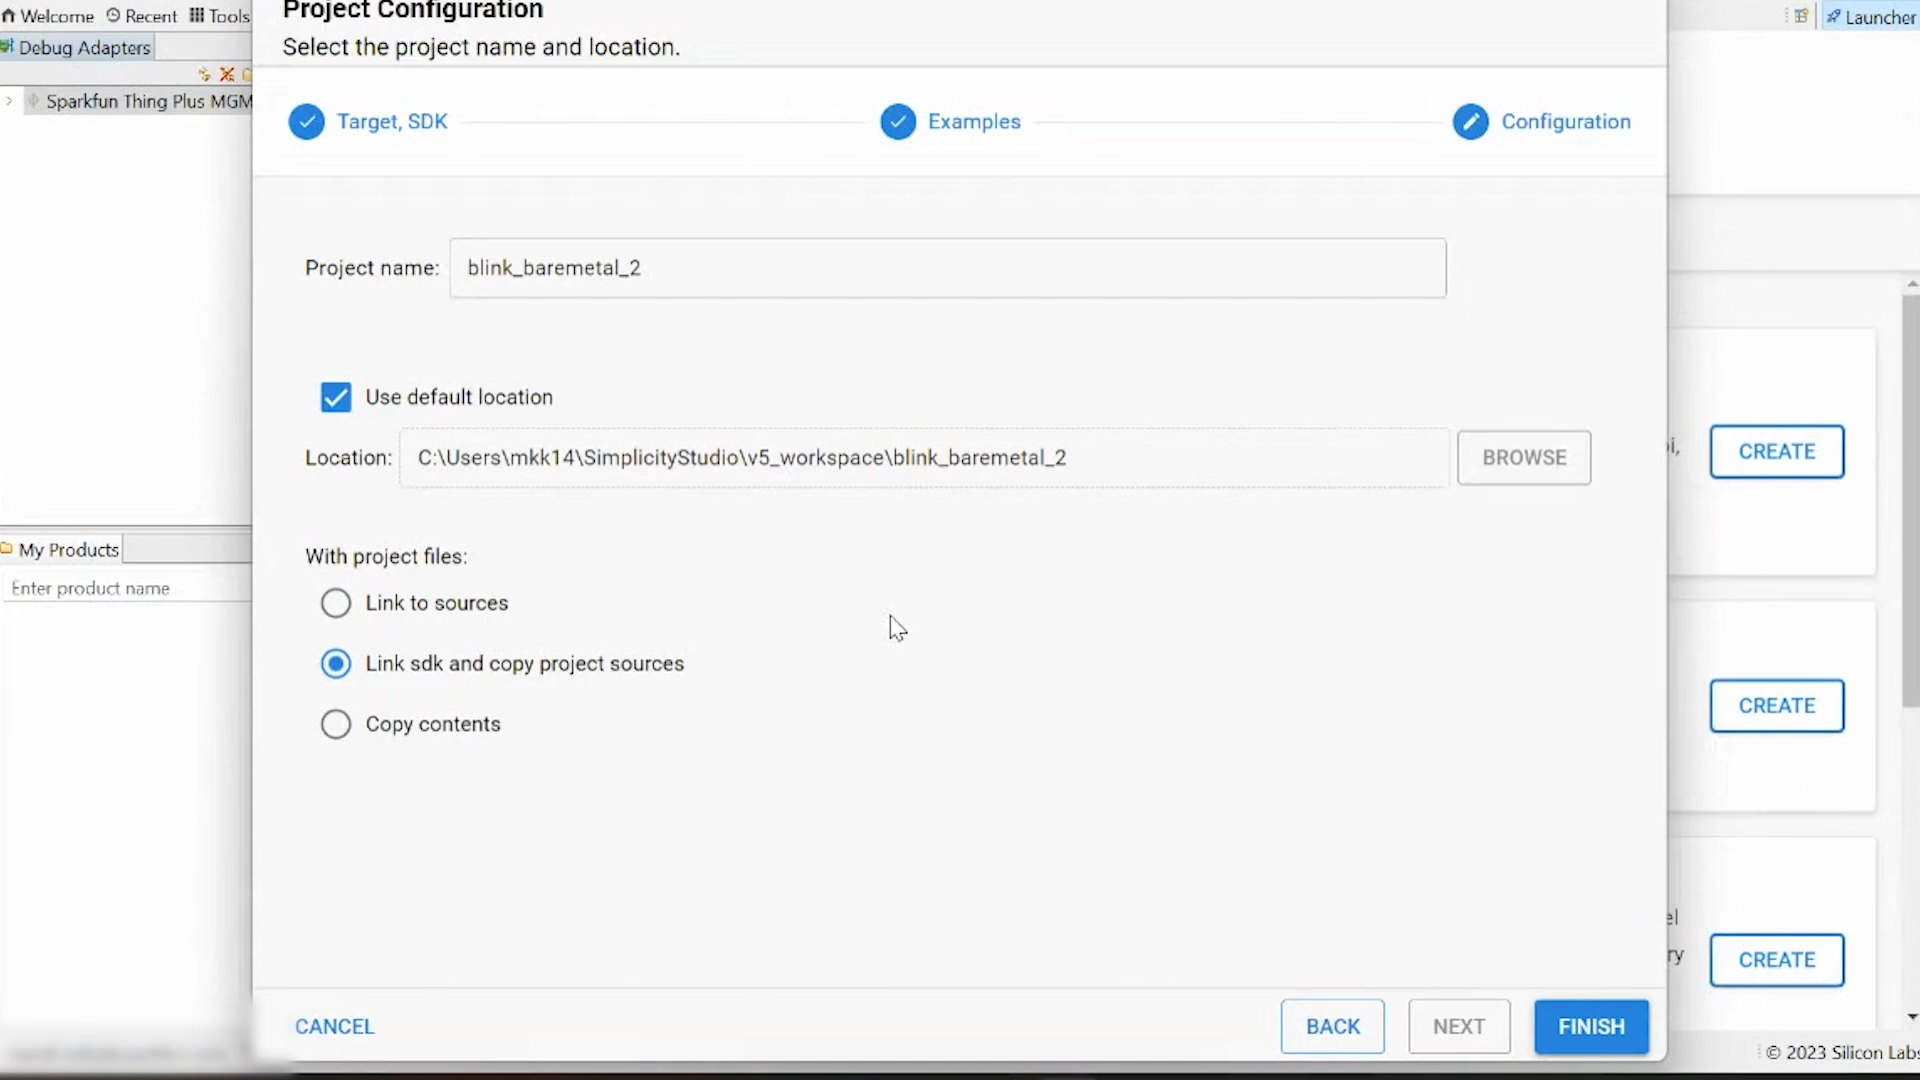 Welcome Recent Tools
Launcher
Debug Adapters
Sparkfun Thing Plus MGM
Project Configuration
Select the project name and location.
Target, SDK
Examples
Configuration
Project name: blink_baremetal_2
Use default location
Location: C:\Users\mkk14\SimplicityStudio\v5_workspace\blink_baremetal_2 BROWSE
With project files:
Link to sources
Link sdk and copy project sources
Copy contents
CANCEL BACK NEXT FINISH
My Products
Enter product name
CREATE
CREATE
CREATE
© 2023 Silicon Labs